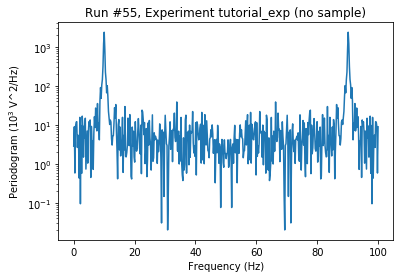 Run #55, Experiment tutorial_exp (no sample)
Periodogram (10³ V^2/Hz)
10³
10²
10¹
10⁰
10⁻¹
0 20 40 60 80 100
Frequency (Hz)